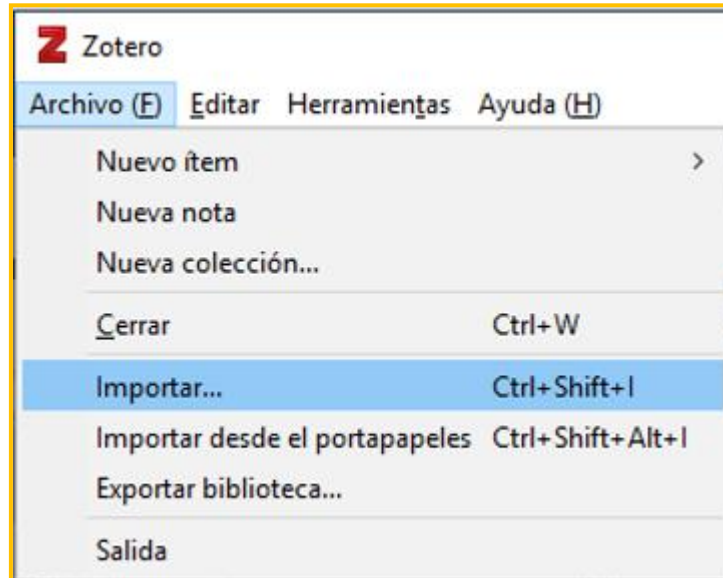 Zotero
Archivo (F) Editar Herramientas Ayuda (H)
Nuevo ítem >
Nueva nota
Nueva colección...
Cerrar Ctrl+W
Importar... Ctrl+Shift+I
Importar desde el portapapeles Ctrl+Shift+Alt+I
Exportar biblioteca...
Salida